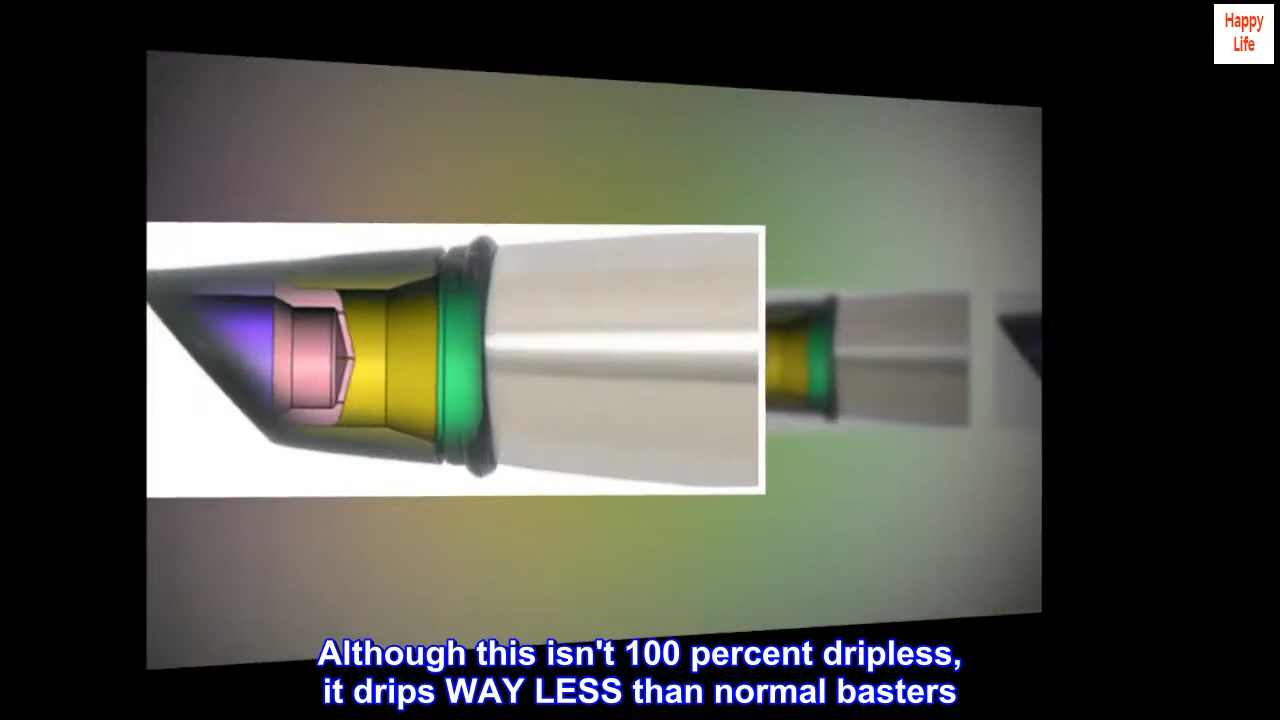 Happy
Life
Although this isn't 100 percent dripless,
it drips WAY LESS than normal basters